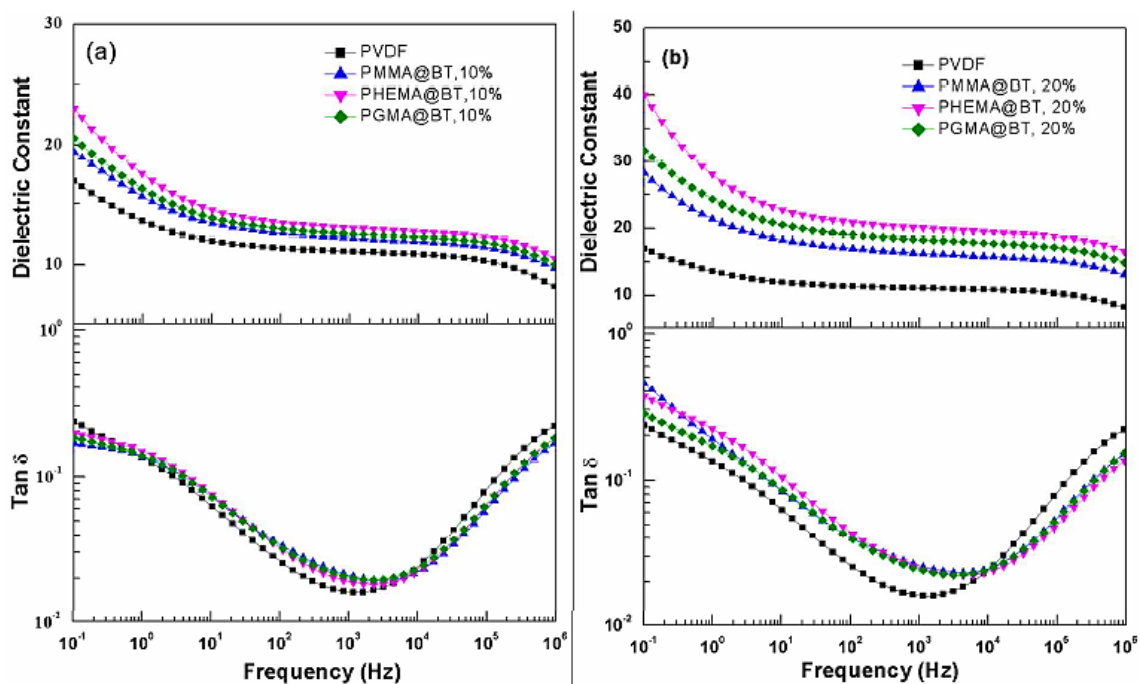 (a)
PVDF
PMMA@BT,10%
PHEMA@BT,10%
PGMA@BT,10%
30
20
10
Dielectric Constant
10⁰
10⁻¹
10⁻²
Tan δ
10⁻¹ 10⁰ 10¹ 10² 10³ 10⁴ 10⁵ 10⁶
Frequency (Hz)
(b)
PVDF
PMMA@BT, 20%
PHEMA@BT, 20%
PGMA@BT, 20%
50
40
30
20
10
Dielectric Constant
10⁰
10⁻¹
10⁻²
Tan δ
10⁻¹ 10⁰ 10¹ 10² 10³ 10⁴ 10⁵ 10⁶
Frequency (Hz)